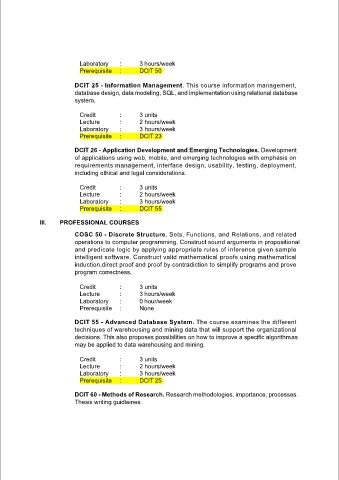 Laboratory : 3 hours/week
Prerequisite : DCIT 50
DCIT 25 - Information Management. This course information management,
database design, data modeling, SQL, and implementation using relational database
system.
Credit : 3 units
Lecture : 2 hours/week
Laboratory : 3 hours/week
Prerequisite : DCIT 23
DCIT 26 - Application Development and Emerging Technologies. Development
of applications using web, mobile, and emerging technologies with emphasis on
requirements management, interface design, usability, testing, deployment,
including ethical and legal considerations.
Credit : 3 units
Lecture : 2 hours/week
Laboratory : 3 hours/week
Prerequisite : DCIT 55
III. PROFESSIONAL COURSES
COSC 50 - Discrete Structure. Sets, Functions, and Relations, and related
operations to computer programming. Construct sound arguments in propositional
and predicate logic by applying appropriate rules of inference given sample
intelligent software. Construct valid mathematical proofs using mathematical
induction,direct proof and proof by contradiction to simplify programs and prove
program correctness.
Credit : 3 units
Lecture : 3 hours/week
Laboratory : 0 hour/week
Prerequisite : None
DCIT 55 - Advanced Database System. The course examines the different
techniques of warehousing and mining data that will support the organizational
decisions. This also proposes possibilities on how to improve a specific algorithmas
may be applied to data warehousing and mining.
Credit : 3 units
Lecture : 2 hours/week
Laboratory : 3 hours/week
Prerequisite : DCIT 25
DCIT 60 - Methods of Research. Research methodologies, importance, processes.
Thesis writing guidleines.